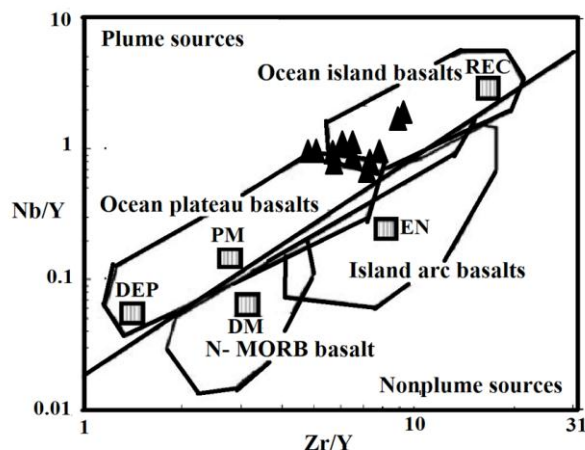 10
Plume sources
REC
Ocean island basalts
1
Ocean plateau basalts
Nb/Y
PM
EN
Island arc basalts
0.1
DEP
DM
N- MORB basalt
Nonplume sources
0.01
1
10
31
Zr/Y